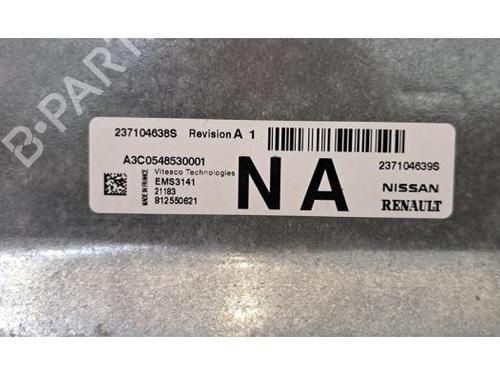 B-PARTS
237104638S Revision A 1
A3C0548530001
Vitesco Technologies
EMS3141
21183
812550621
MADE IN FRANCE
NA
237104639S
NISSAN
RENAULT